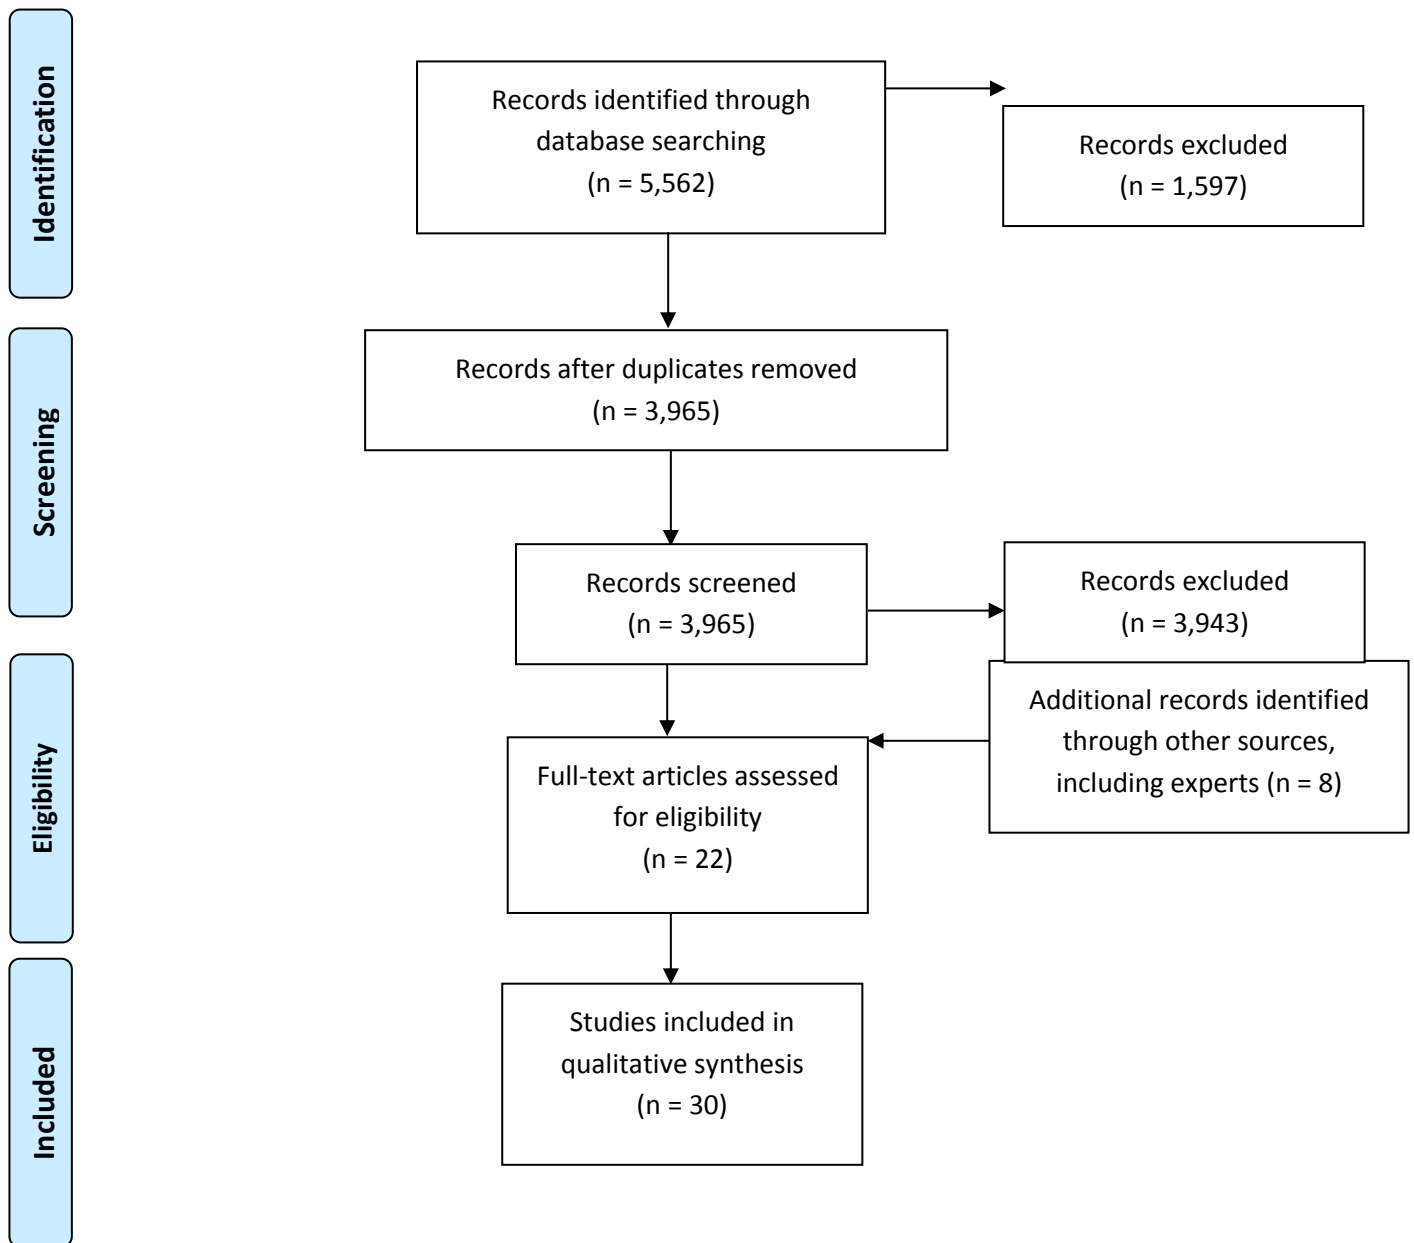 Identification
Records identified through
database searching
(n = 5,562)
Records excluded
(n = 1,597)
Screening
Records after duplicates removed
(n = 3,965)
Records screened
(n = 3,965)
Records excluded
(n = 3,943)
Eligibility
Additional records identified
through other sources,
including experts (n = 8)
Full-text articles assessed
for eligibility
(n = 22)
Included
Studies included in
qualitative synthesis
(n = 30)